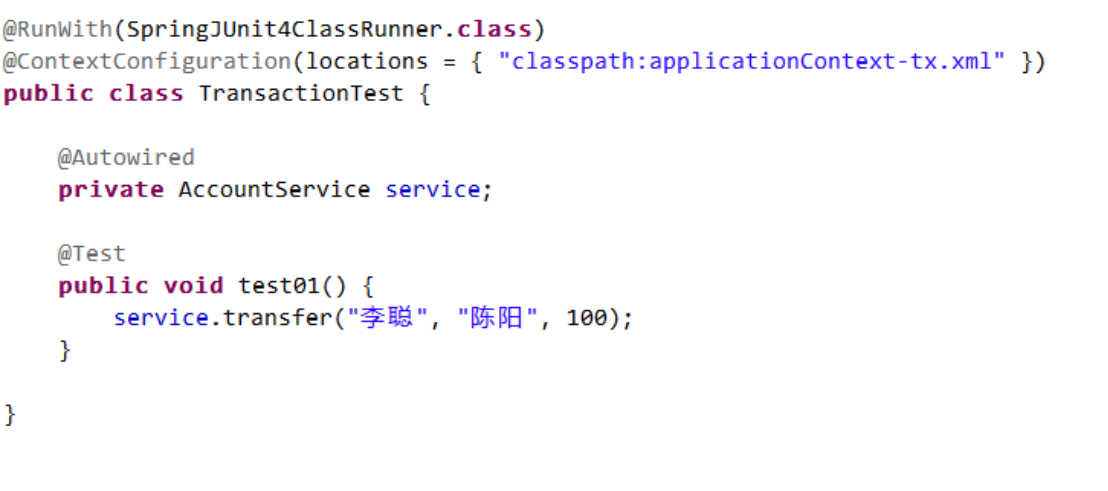 @RunWith(SpringJUnit4ClassRunner.class)
@ContextConfiguration(locations = { "classpath:applicationContext-tx.xml" })
public class TransactionTest {
@Autowired
private AccountService service;
@Test
public void test01() {
service.transfer("李聪", "陈阳", 100);
}
}